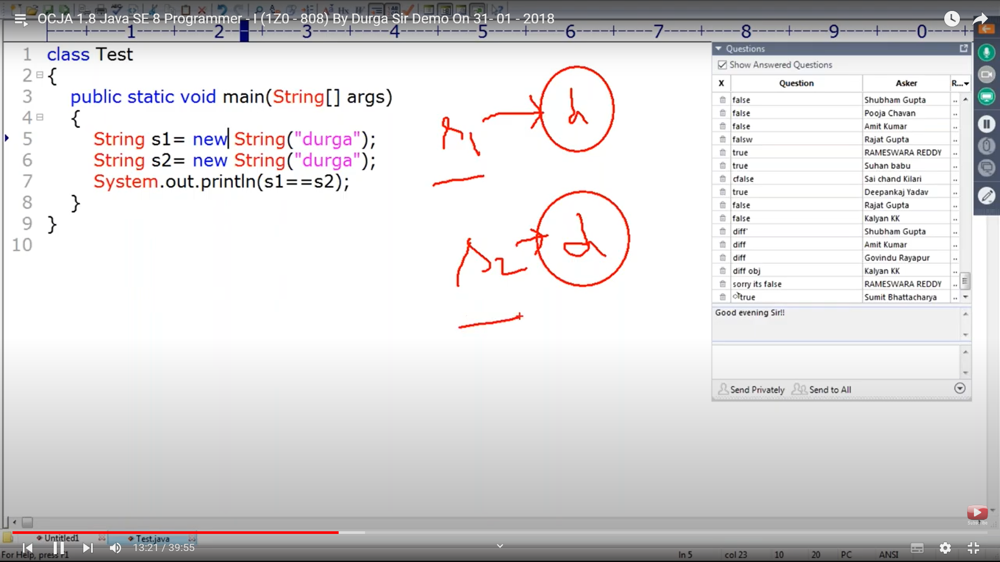 OCJA 1.8 Java SE 8 Programmer - I (1Z0 - 808) By Durga Sir Demo On 31- 01 - 2018
----+----1----+----2----+----3----+----4----+----5----+----6----+----7----+----8----+----9----+----0----+
1 class Test
2 {
3 public static void main(String[] args)
4 {
5 String s1= new String("durga");
6 String s2= new String("durga");
7 System.out.println(s1==s2);
8 }
9 }
10
s1
d
s2
d
Questions
Show Answered Questions
X Question Asker R...
false Shubham Gupta ..
false Pooja Chavan ..
false Amit Kumar ..
falsw Rajat Gupta ..
true RAMESWARA REDDY ..
true Suhan babu ..
cfalse Sai chand Kilari ..
true Deepankaj Yadav ..
false Rajat Gupta ..
false Kalyan KK ..
diff' Shubham Gupta ..
diff Amit Kumar ..
diff Govindu Rayapur ..
diff obj Kalyan KK ..
sorry its false RAMESWARA REDDY ..
true Sumit Bhattacharya ..
Good evening Sir!!
Send Privately Send to All
Subscribe
Untitled1 Test.java
13:21 / 39:55
For Help, press F1 ln 5 col 23 10 20 PC ANSI